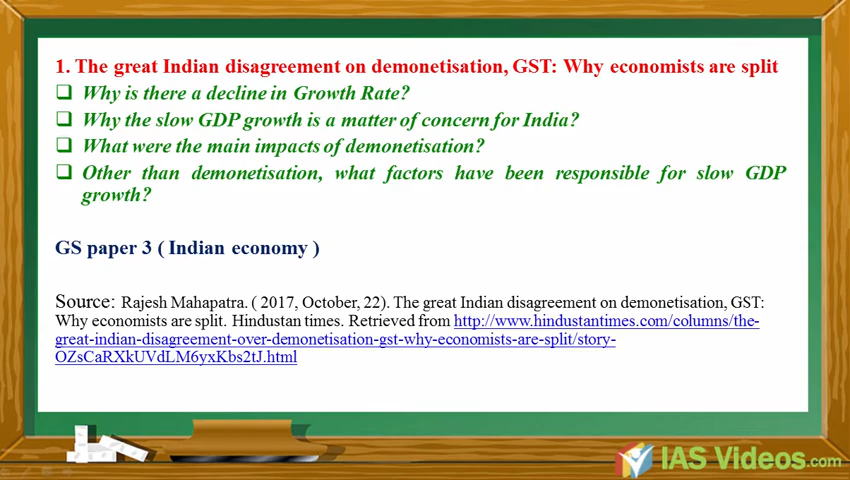 1. The great Indian disagreement on demonetisation, GST: Why economists are split
Why is there a decline in Growth Rate?
Why the slow GDP growth is a matter of concern for India?
What were the main impacts of demonetisation?
Other than demonetisation, what factors have been responsible for slow GDP
growth?
GS paper 3 ( Indian economy )
Source: Rajesh Mahapatra. ( 2017, October, 22). The great Indian disagreement on demonetisation, GST:
Why economists are split. Hindustan times. Retrieved from http://www.hindustantimes.com/columns/the-
great-indian-disagreement-over-demonetisation-gst-why-economists-are-split/story-
OZsCaRXkUVdLM6yxKbs2tJ.html
IAS Videos.com